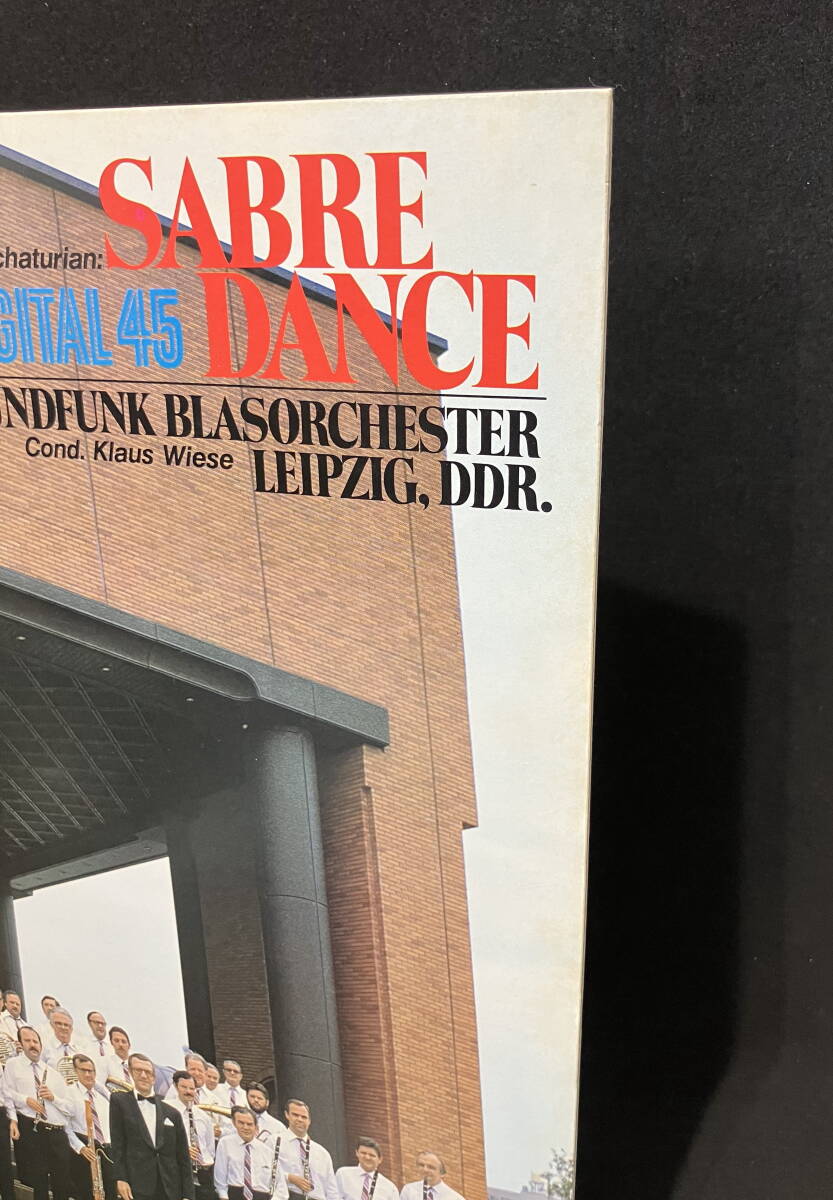 SABRE
chaturian:
GITAL 45 DANCE
NDFUNK BLASORCHESTER
Cond. Klaus Wiese LEIPZIG, DDR.